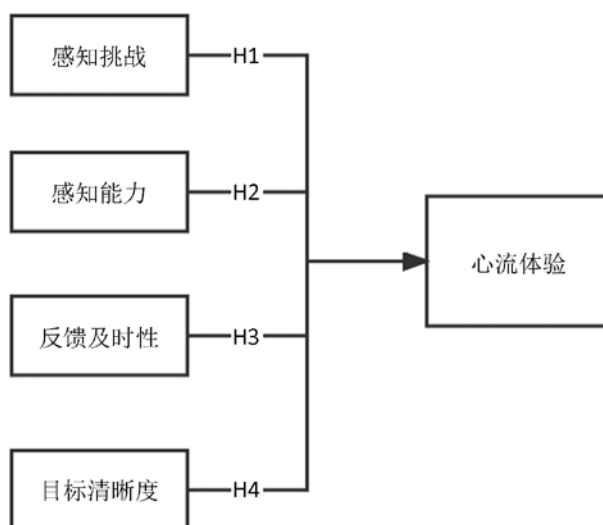 感知挑战
H1
感知能力
H2
心流体验
反馈及时性
H3
目标清晰度
H4